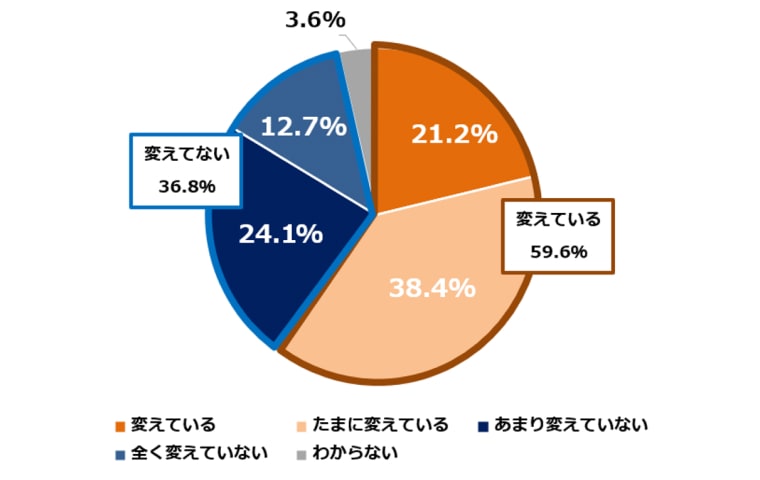 3.6%
12.7%
21.2%
変えてない
36.8%
変えている
59.6%
24.1%
38.4%
変えている たまに変えている あまり変えていない
全く変えていない わからない